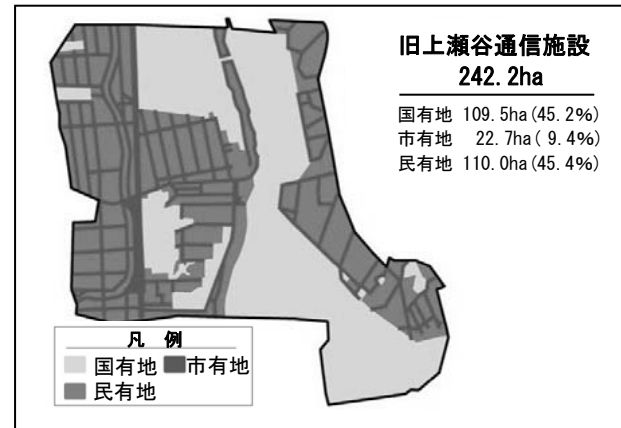 旧上瀬谷通信施設
242.2ha
国有地 109.5ha(45.2%)
市有地 22.7ha( 9.4%)
民有地 110.0ha(45.4%)
凡 例
国有地 市有地
民有地